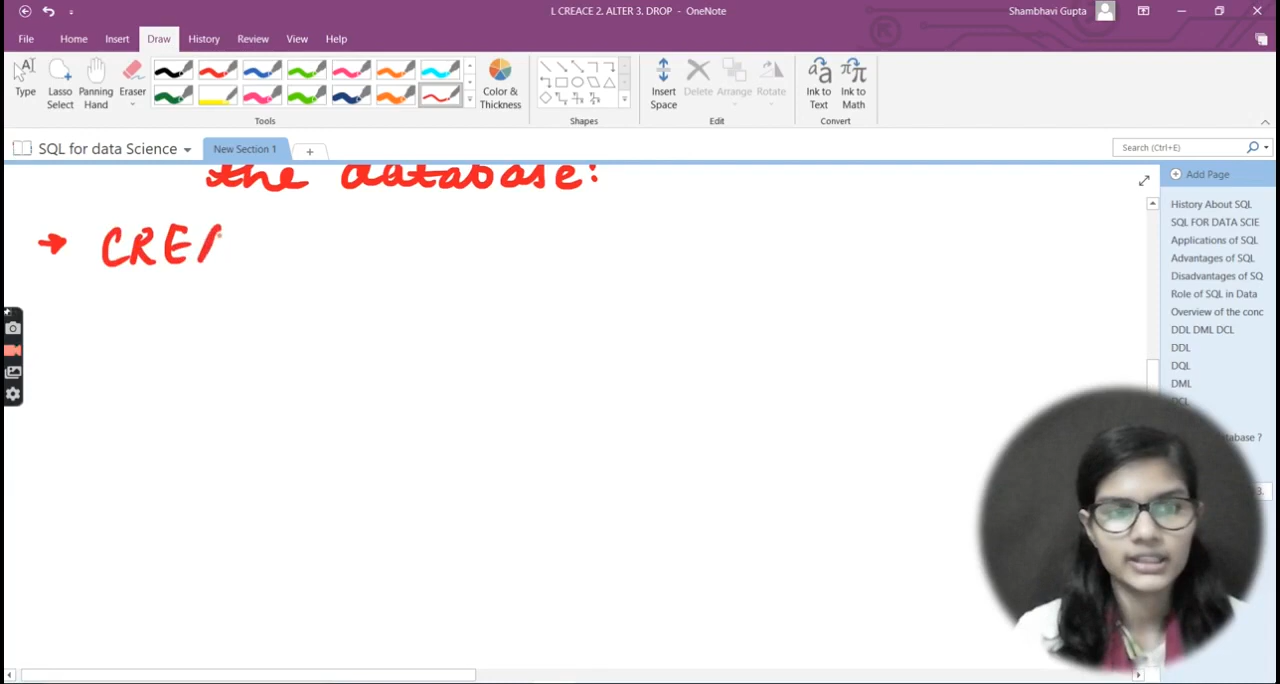 L CREACE 2. ALTER 3. DROP - OneNote
Shambhavi Gupta
File Home Insert Draw History Review View Help
Type
Lasso Select
Panning Hand
Eraser
Color & Thickness
Insert Space
Delete Arrange Rotate
Ink to Text
Ink to Math
Tools
Shapes
Edit
Convert
SQL for data Science
New Section 1
Search (Ctrl+E)
the database:
→ CREA
Add Page
History About SQL
SQL FOR DATA SCIE
Applications of SQL
Advantages of SQL
Disadvantages of SQ
Role of SQL in Data
Overview of the conc
DDL DML DCL
DDL
DQL
DML
DCL
tabase ?
3.